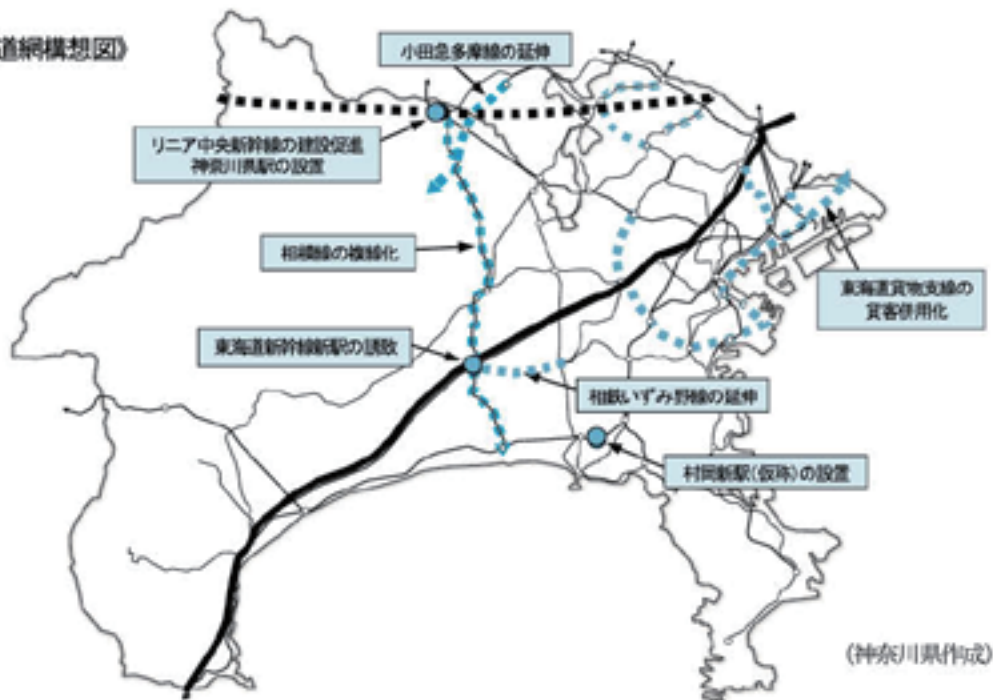 道網構想図》
小田急多摩線の延伸
リニア中央新幹線の建設促進
神奈川県駅の設置
相模線の複線化
東海道貨物支線の
貨客併用化
東海道新幹線新駅の誘致
相鉄いずみ野線の延伸
村岡新駅(仮称)の設置
(神奈川県作成)